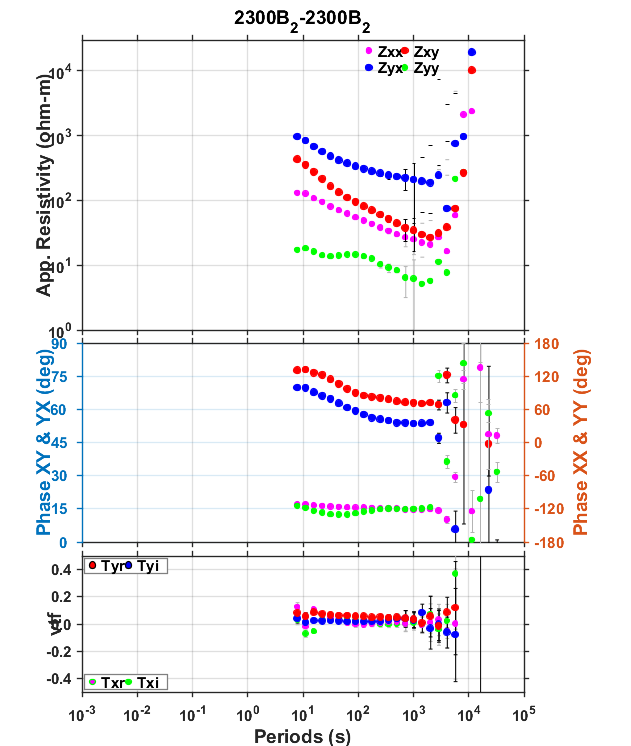 2300B_2-2300B_2
Zxx Zxy
Zyx Zyy
App. Resistivity (ohm-m)
10^4
10^3
10^2
10^1
10^0
Phase XY & YX (deg)
90
75
60
45
30
15
0
Phase XX & YY (deg)
120
60
0
-60
-120
-180
Tyr Tyi
vtf
0.4
0.2
0.0
-0.2
-0.4
Txr Txi
10^-3 10^-2 10^-1 10^0 10^1 10^2 10^3 10^4 10^5
Periods (s)